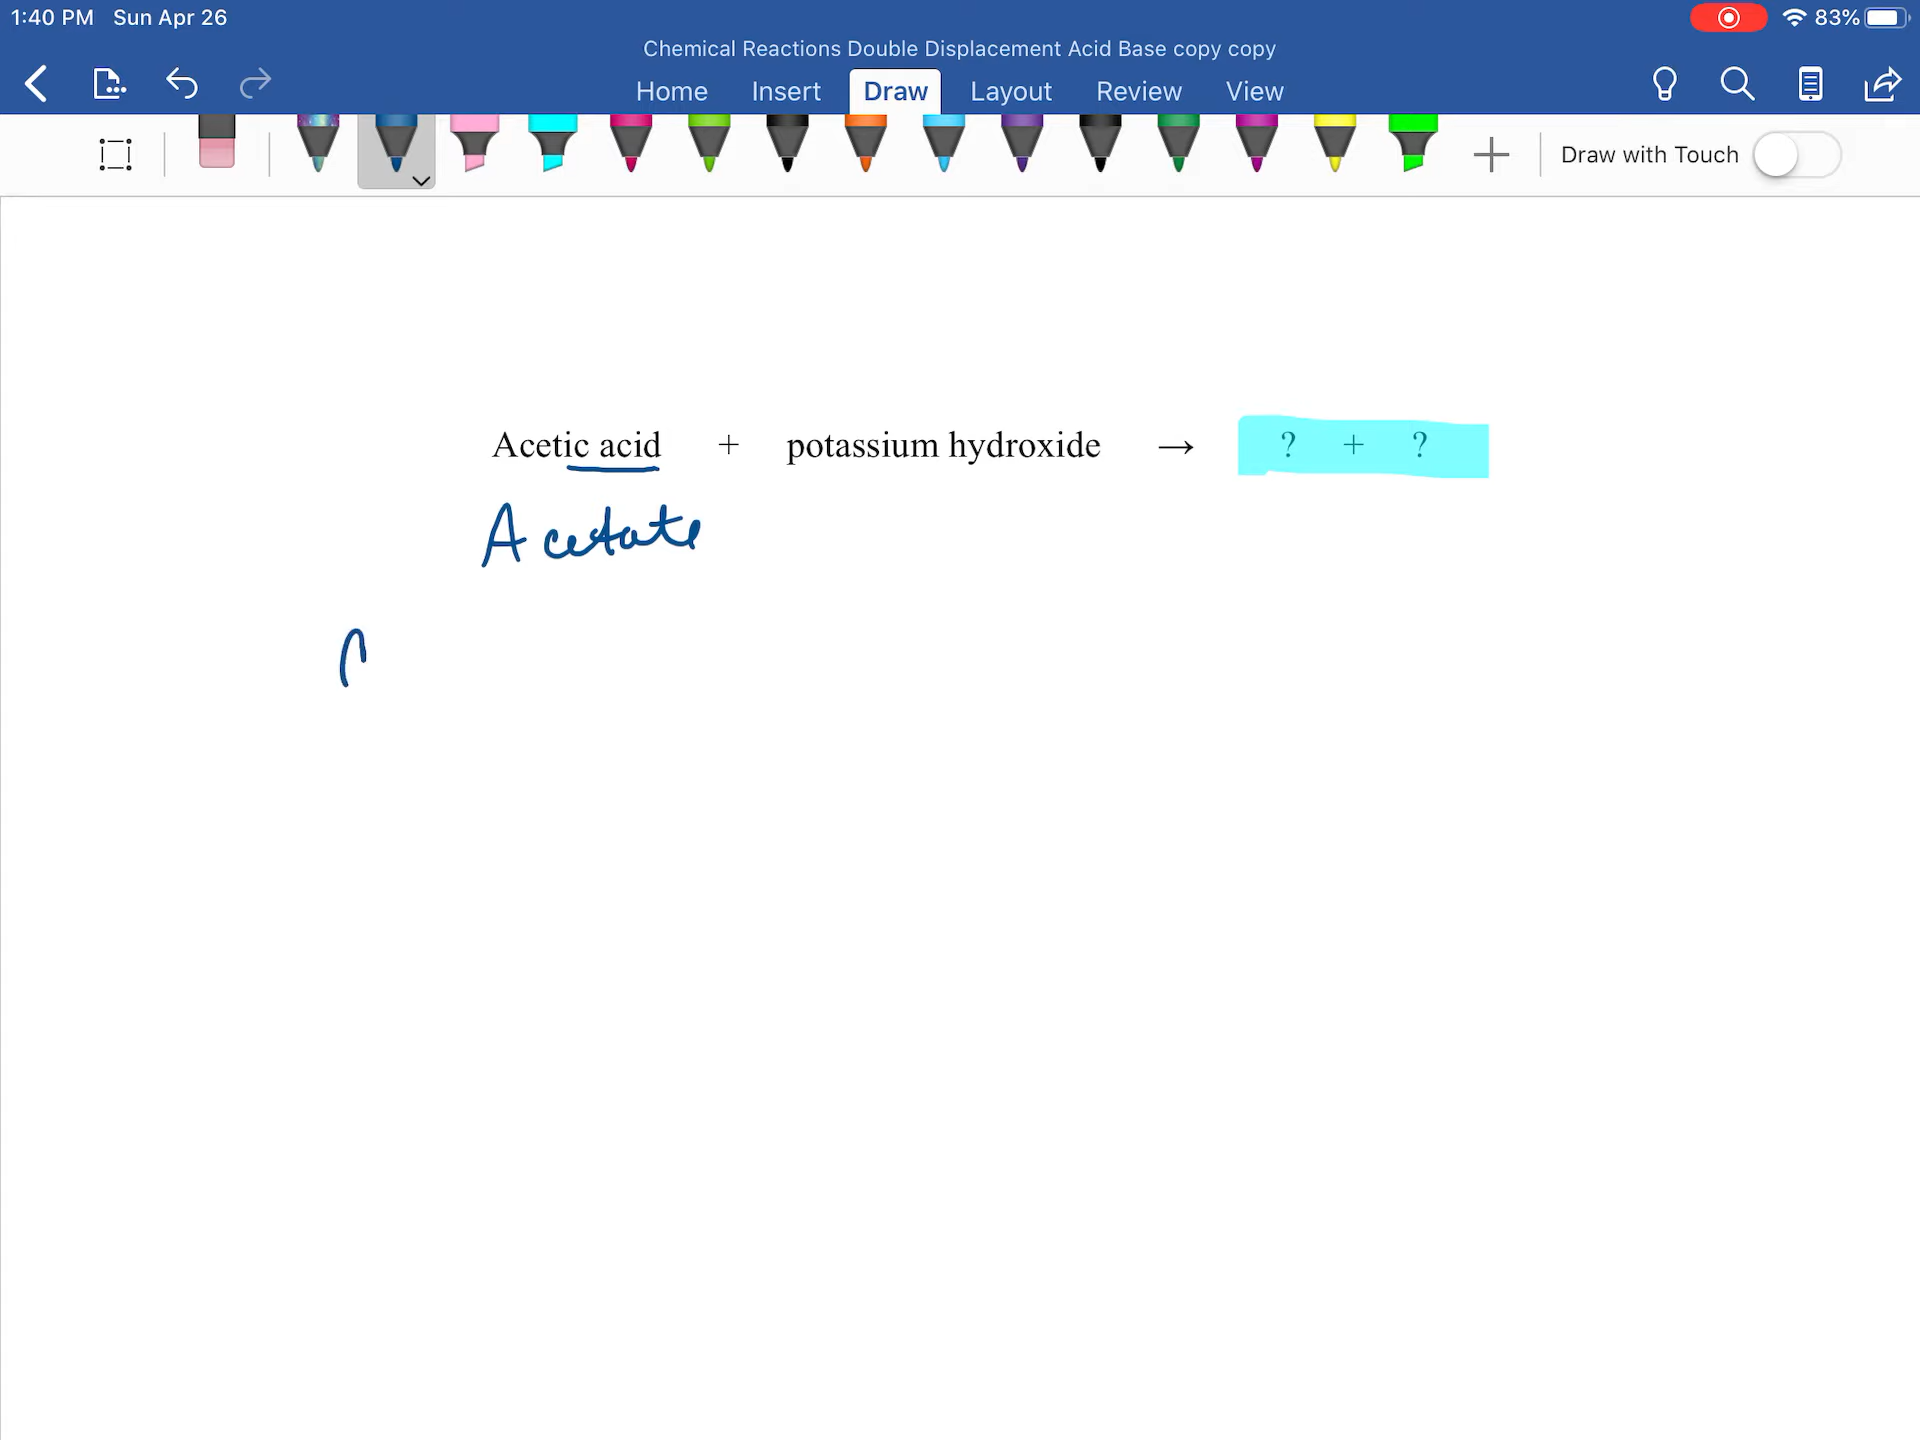 1:40 PM Sun Apr 26 83%
Chemical Reactions Double Displacement Acid Base copy copy
Home Insert Draw Layout Review View
Draw with Touch
Acetic acid + potassium hydroxide → ? + ?
Acetate